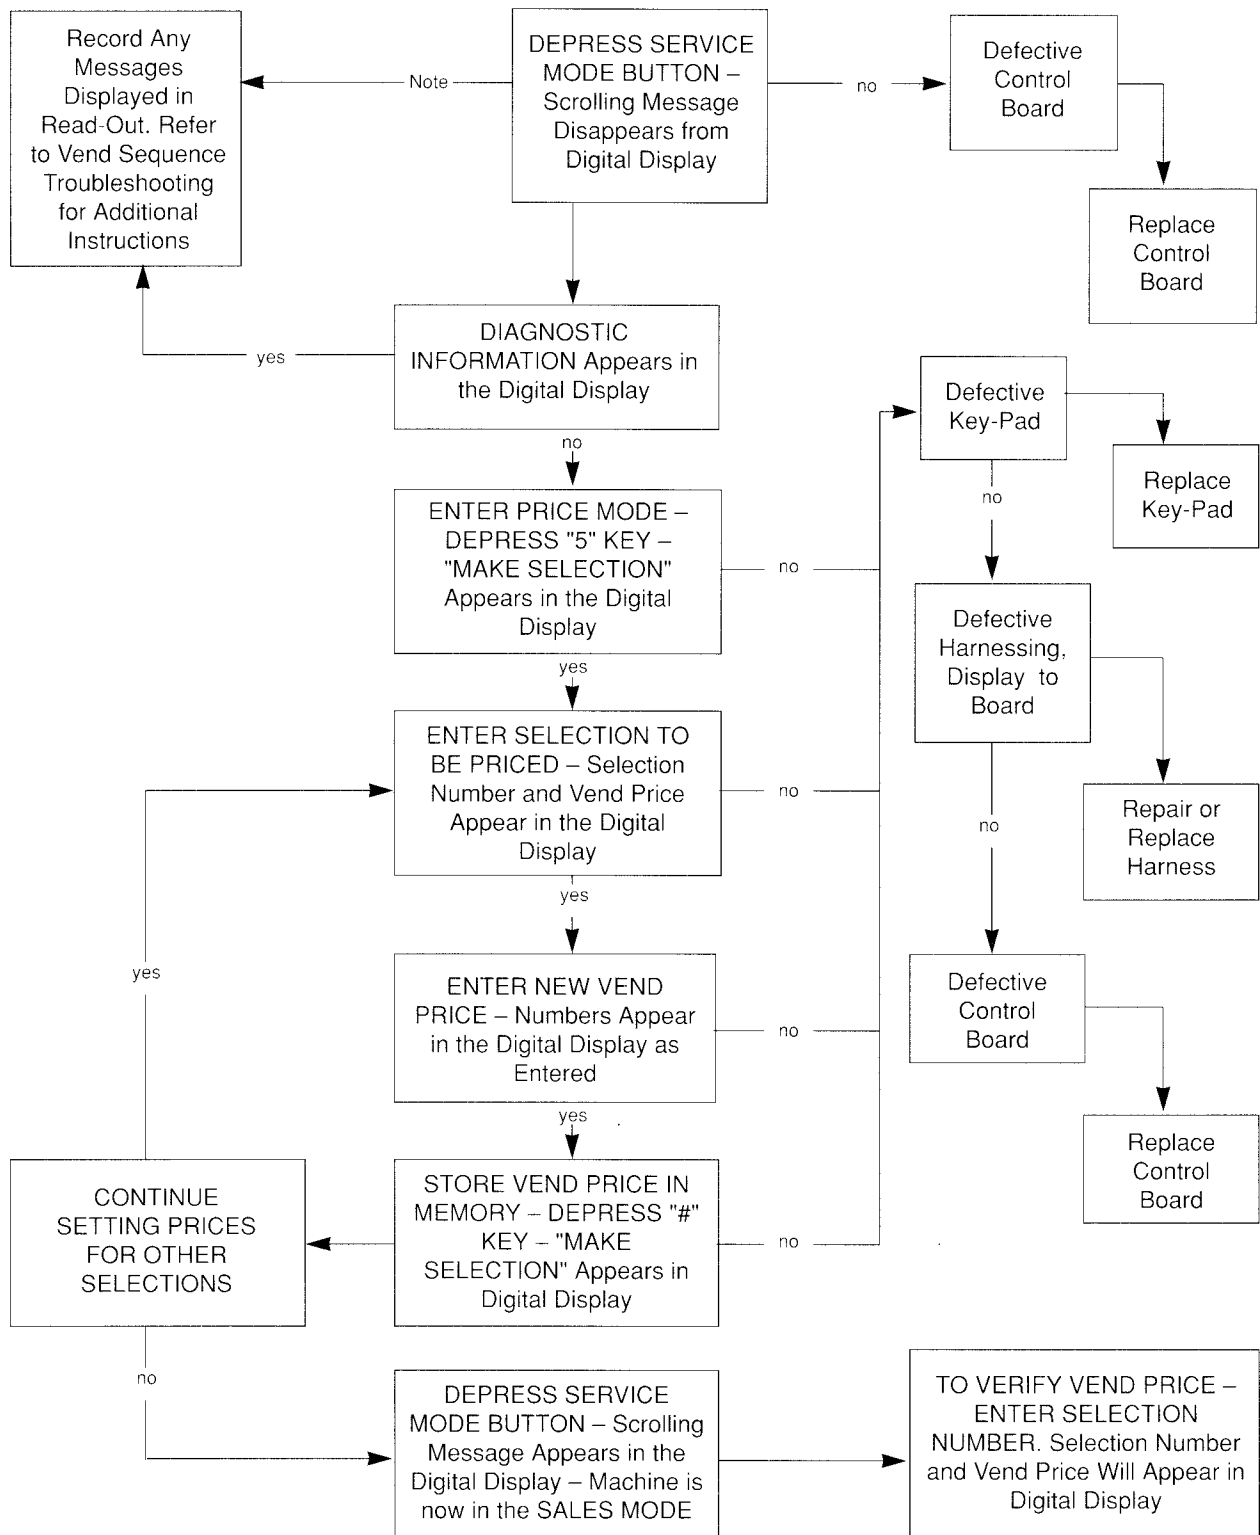 Record Any
Messages
Displayed in
Read-Out. Refer
to Vend Sequence
Troubleshooting
for Additional
Instructions
Note
DEPRESS SERVICE
MODE BUTTON –
Scrolling Message
Disappears from
Digital Display
no
Defective
Control
Board
Replace
Control
Board
yes
DIAGNOSTIC
INFORMATION Appears in
the Digital Display
no
ENTER PRICE MODE –
DEPRESS "5" KEY –
"MAKE SELECTION"
Appears in the Digital
Display
no
Defective
Key-Pad
Replace
Key-Pad
no
Defective
Harnessing,
Display to
Board
Repair or
Replace
Harness
yes
ENTER SELECTION TO
BE PRICED – Selection
Number and Vend Price
Appear in the Digital
Display
no
no
yes
yes
ENTER NEW VEND
PRICE – Numbers Appear
in the Digital Display as
Entered
no
Defective
Control
Board
Replace
Control
Board
yes
STORE VEND PRICE IN
MEMORY – DEPRESS "#"
KEY – "MAKE
SELECTION" Appears in
Digital Display
no
CONTINUE
SETTING PRICES
FOR OTHER
SELECTIONS
no
DEPRESS SERVICE
MODE BUTTON – Scrolling
Message Appears in the
Digital Display – Machine is
now in the SALES MODE
TO VERIFY VEND PRICE –
ENTER SELECTION
NUMBER. Selection Number
and Vend Price Will Appear in
Digital Display